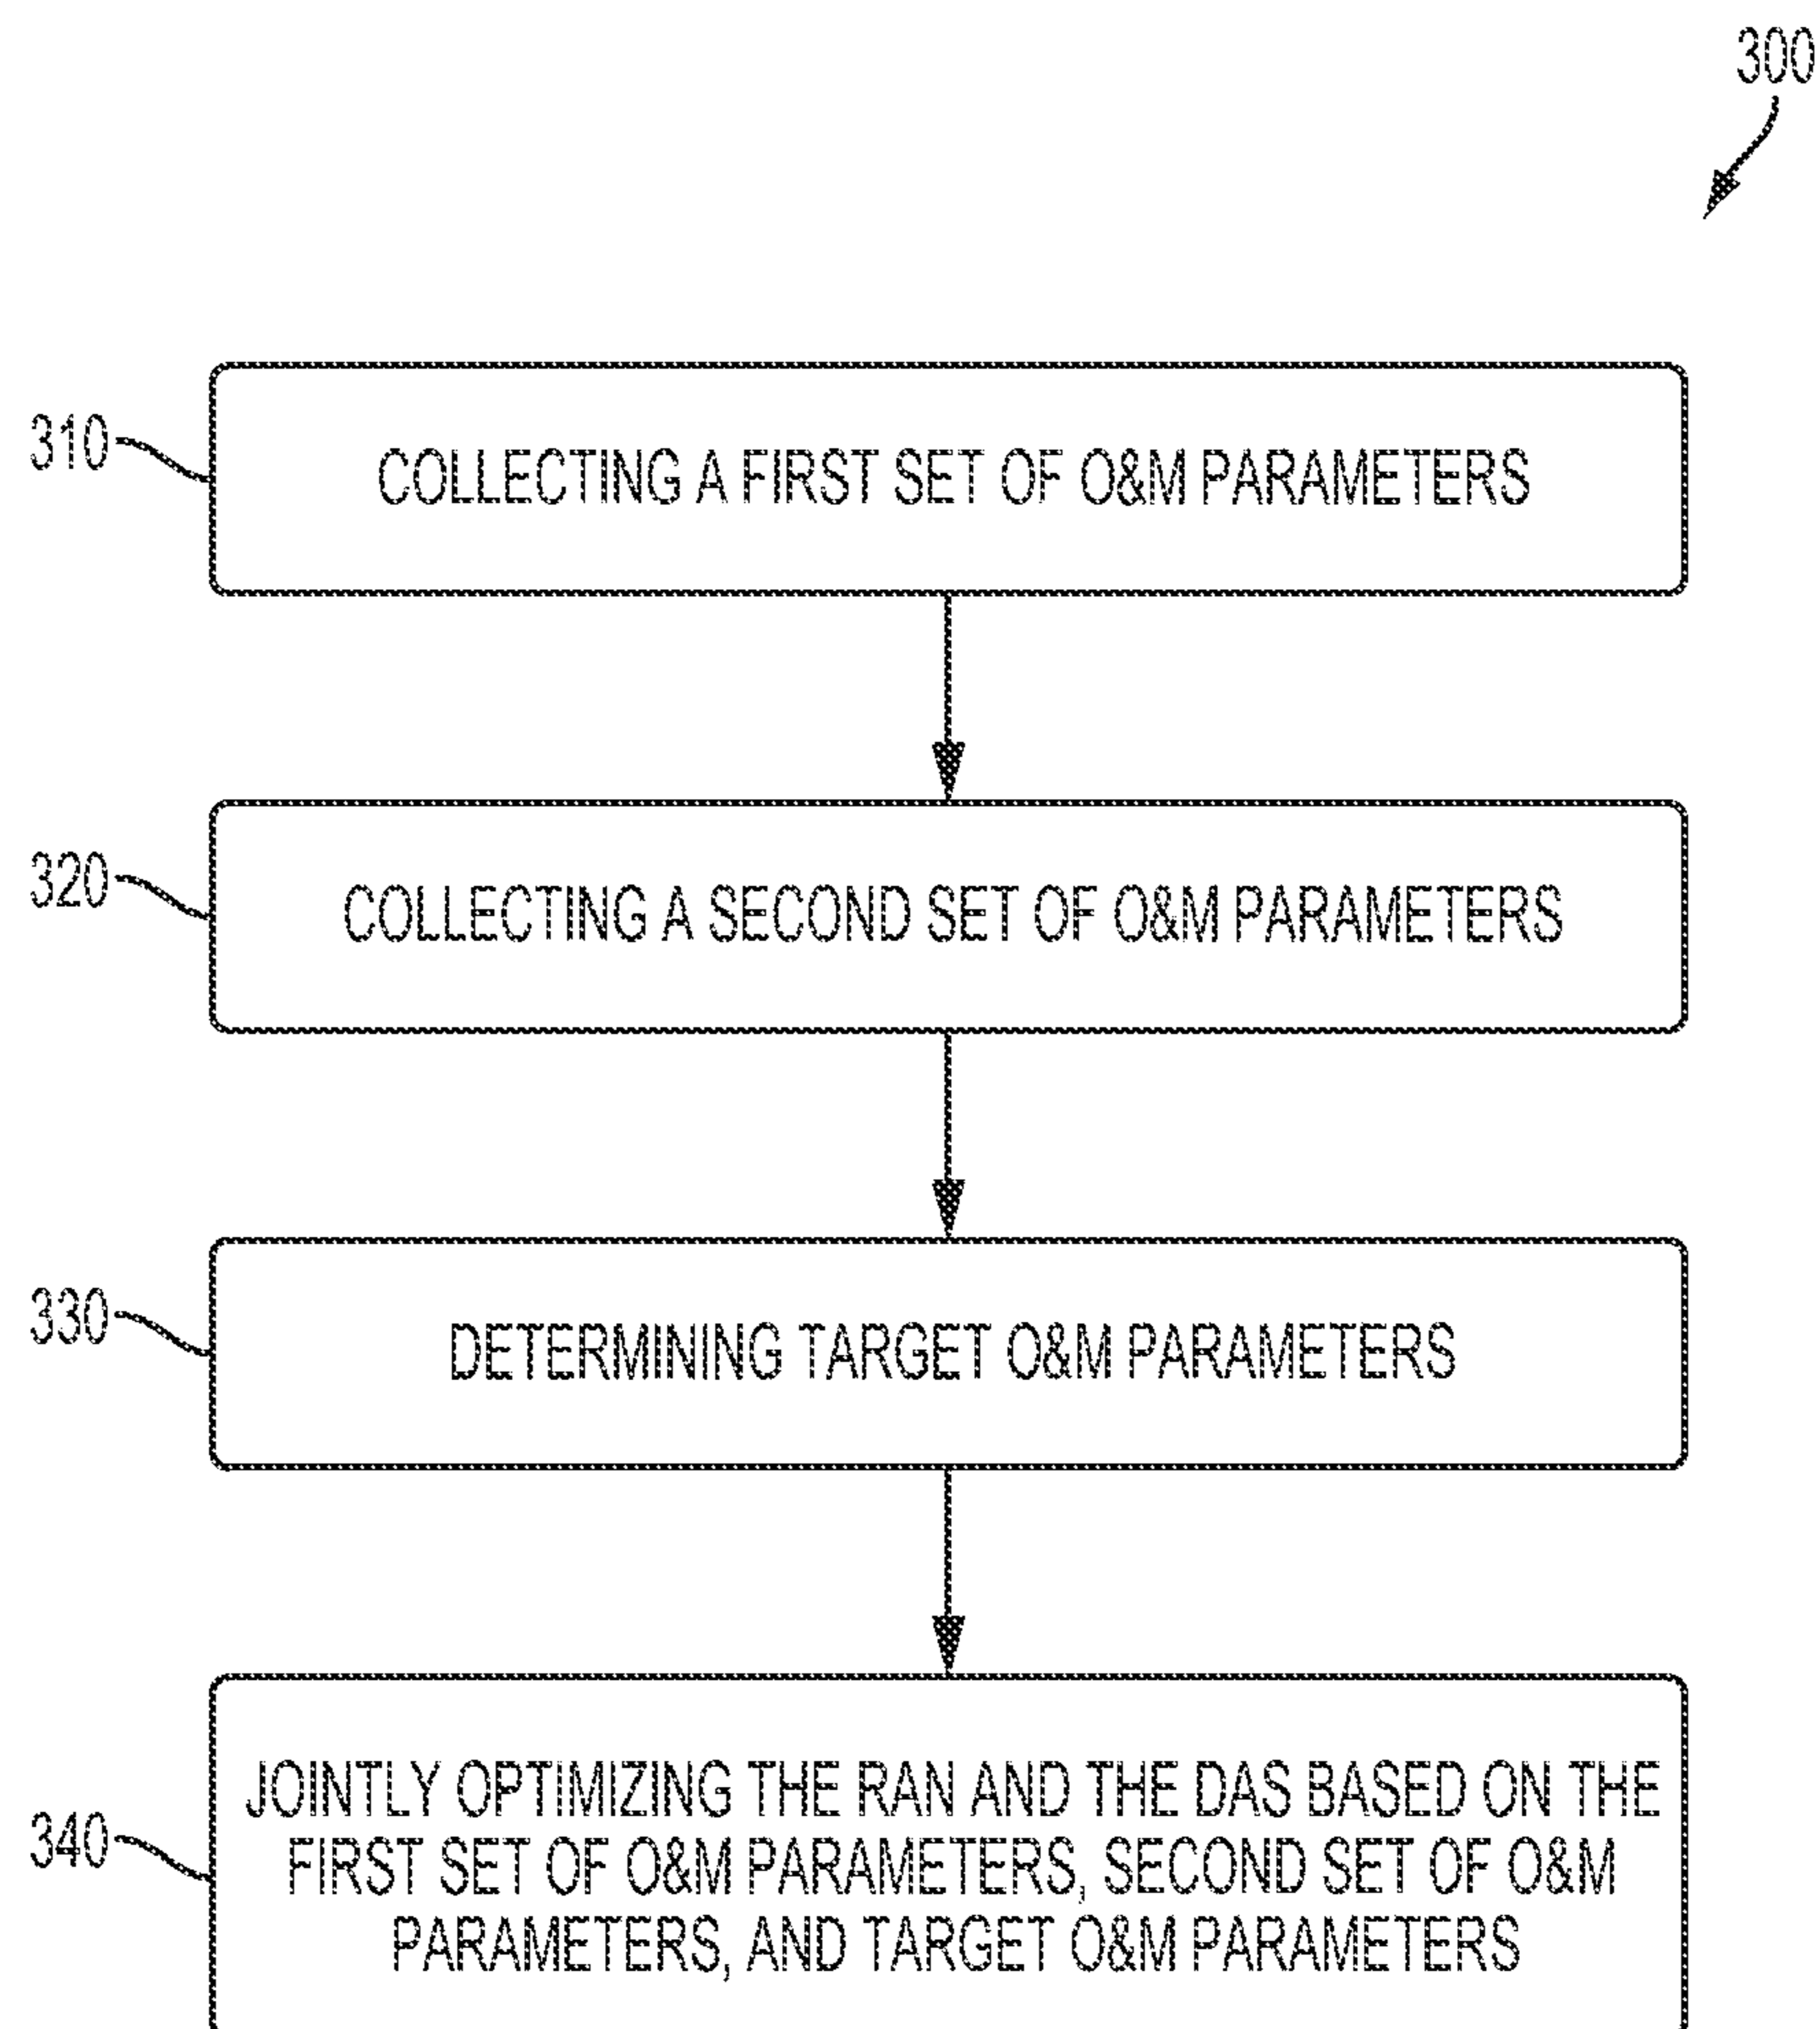 300
310
COLLECTING A FIRST SET OF O&M PARAMETERS
320
COLLECTING A SECOND SET OF O&M PARAMETERS
330
DETERMINING TARGET O&M PARAMETERS
340
JOINTLY OPTIMIZING THE RAN AND THE DAS BASED ON THE
FIRST SET OF O&M PARAMETERS, SECOND SET OF O&M
PARAMETERS, AND TARGET O&M PARAMETERS